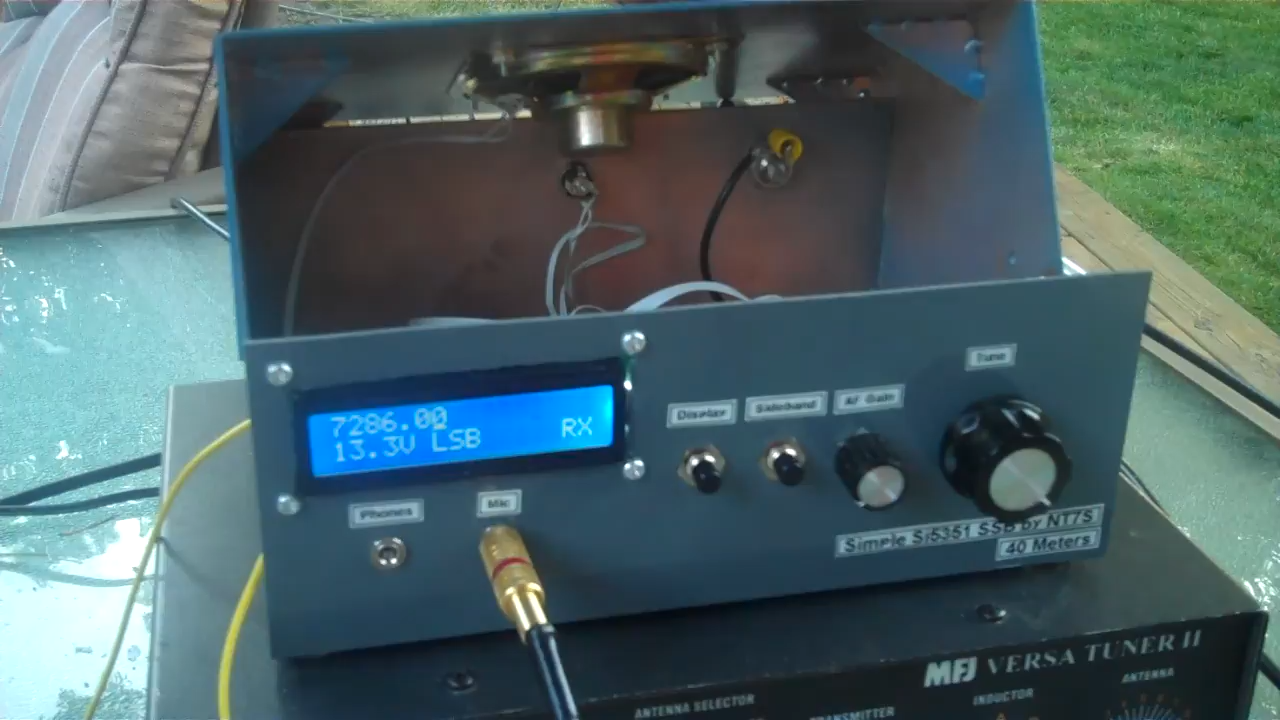 7286.00
13.3V LSB RX
Display
Sideband
AF Gain
Tune
Phones
Mic
Simple Si5351 SSB by NT7S
40 Meters
MFJ VERSA TUNER II
ANTENNA SELECTOR
TRANSMITTER
INDUCTOR
ANTENNA